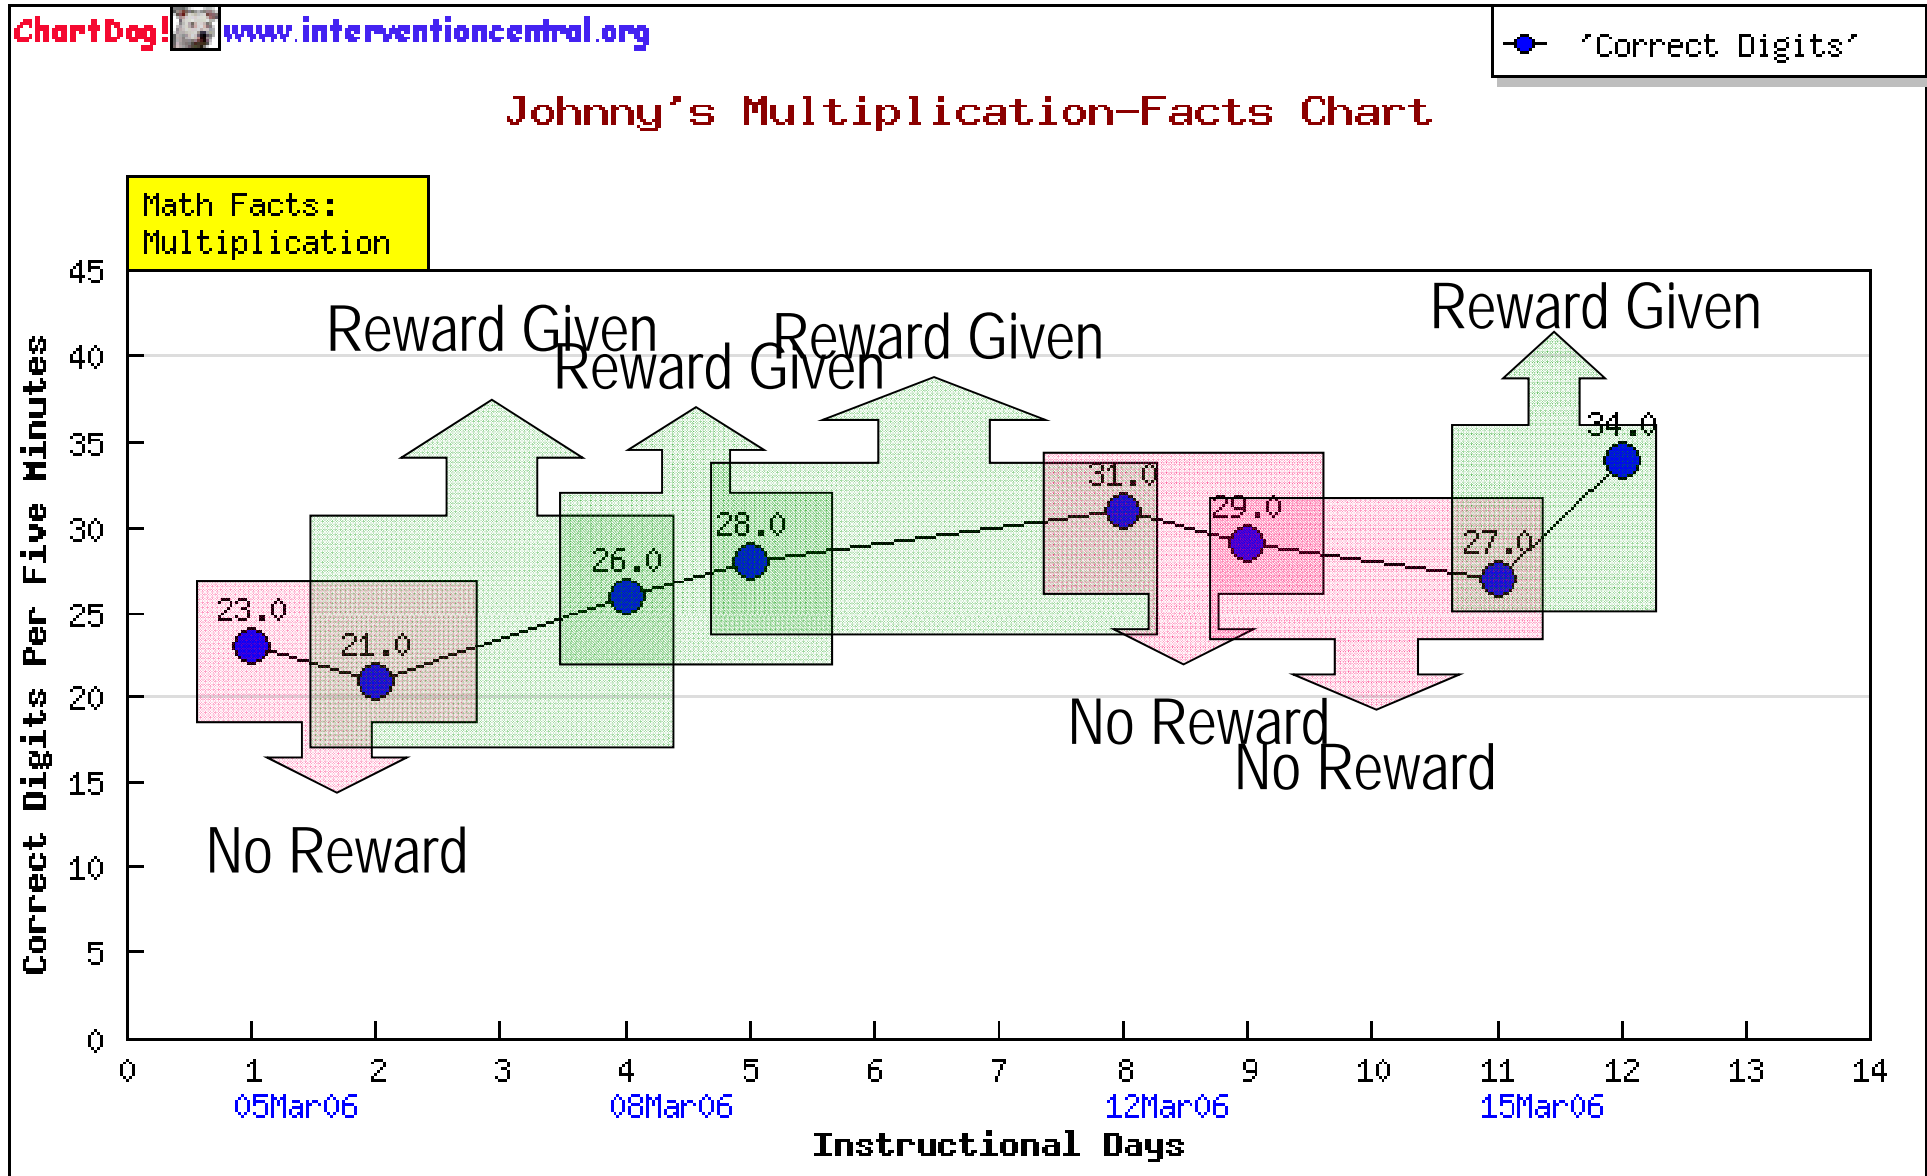 ChartDog! www.interventioncentral.org
'Correct Digits'
Johnny's Multiplication-Facts Chart
Math Facts:
Multiplication
Correct Digits Per Five Minutes
45
40
35
30
25
20
15
10
5
0
Reward Given
Reward Given
Reward Given
Reward Given
23.0
21.0
26.0
28.0
31.0
29.0
27.0
34.0
No Reward
No Reward
No Reward
0 1 2 3 4 5 6 7 8 9 10 11 12 13 14
05Mar06 08Mar06 12Mar06 15Mar06
Instructional Days